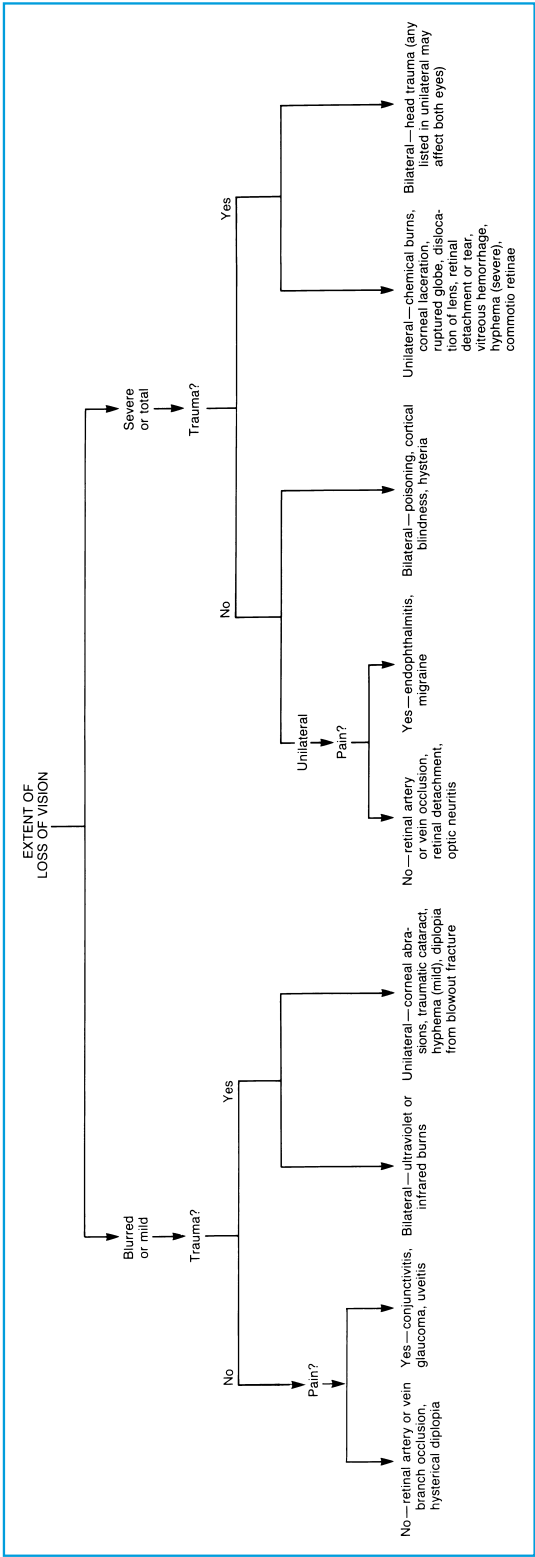 EXTENT OF
LOSS OF VISION
Blurred
or mild
Trauma?
No
Pain?
No—retinal artery or vein
branch occlusion,
hysterical diplopia
Yes—conjunctivitis,
glaucoma, uveitis
Yes
Bilateral—ultraviolet or
infrared burns
Unilateral—corneal abra-
sions, traumatic cataract,
hyphema (mild), diplopia
from blowout fracture
Severe
or total
Trauma?
No
Unilateral
Pain?
No—retinal artery
or vein occlusion,
retinal detachment,
optic neuritis
Yes—endophthalmitis,
migraine
Bilateral—poisoning, cortical
blindness, hysteria
Yes
Unilateral—chemical burns,
corneal laceration,
ruptured globe, disloca-
tion of lens, retinal
detachment or tear,
vitreous hemorrhage,
hyphema (severe),
commotio retinae
Bilateral—head trauma (any
listed in unilateral may
affect both eyes)